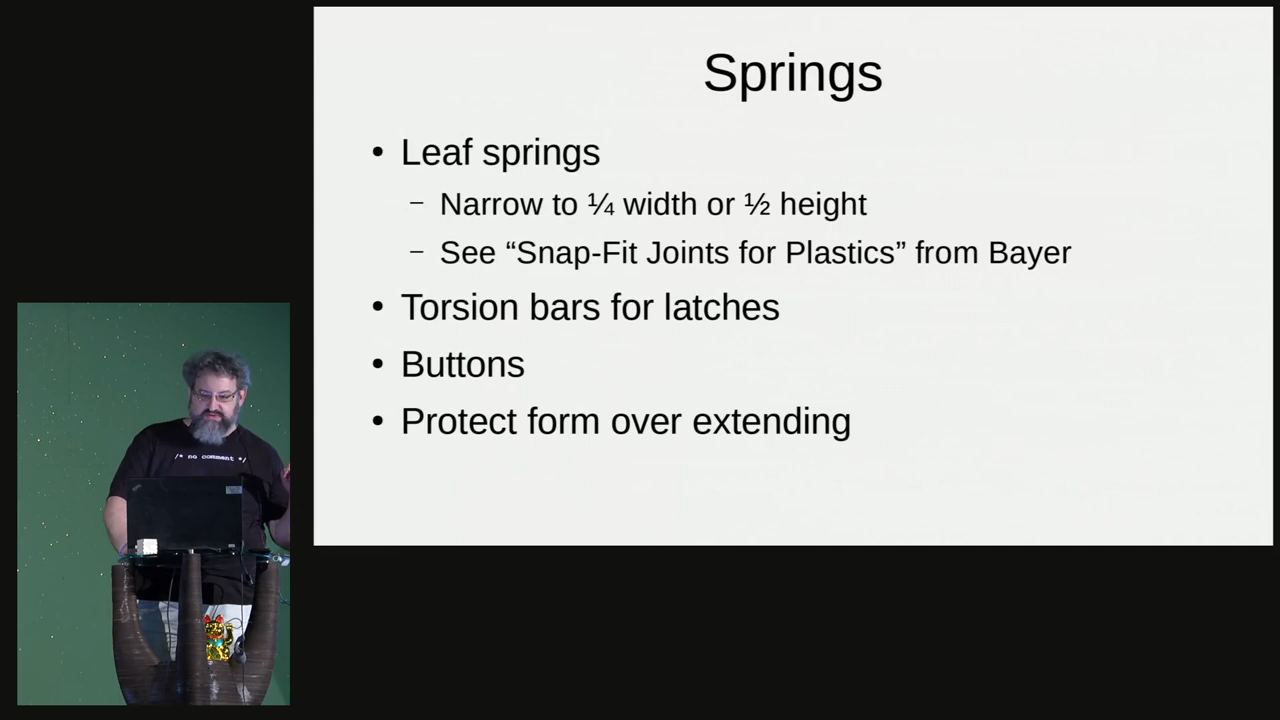 Springs
• Leaf springs
– Narrow to ¼ width or ½ height
– See “Snap-Fit Joints for Plastics” from Bayer
• Torsion bars for latches
• Buttons
• Protect form over extending
/* no comment */